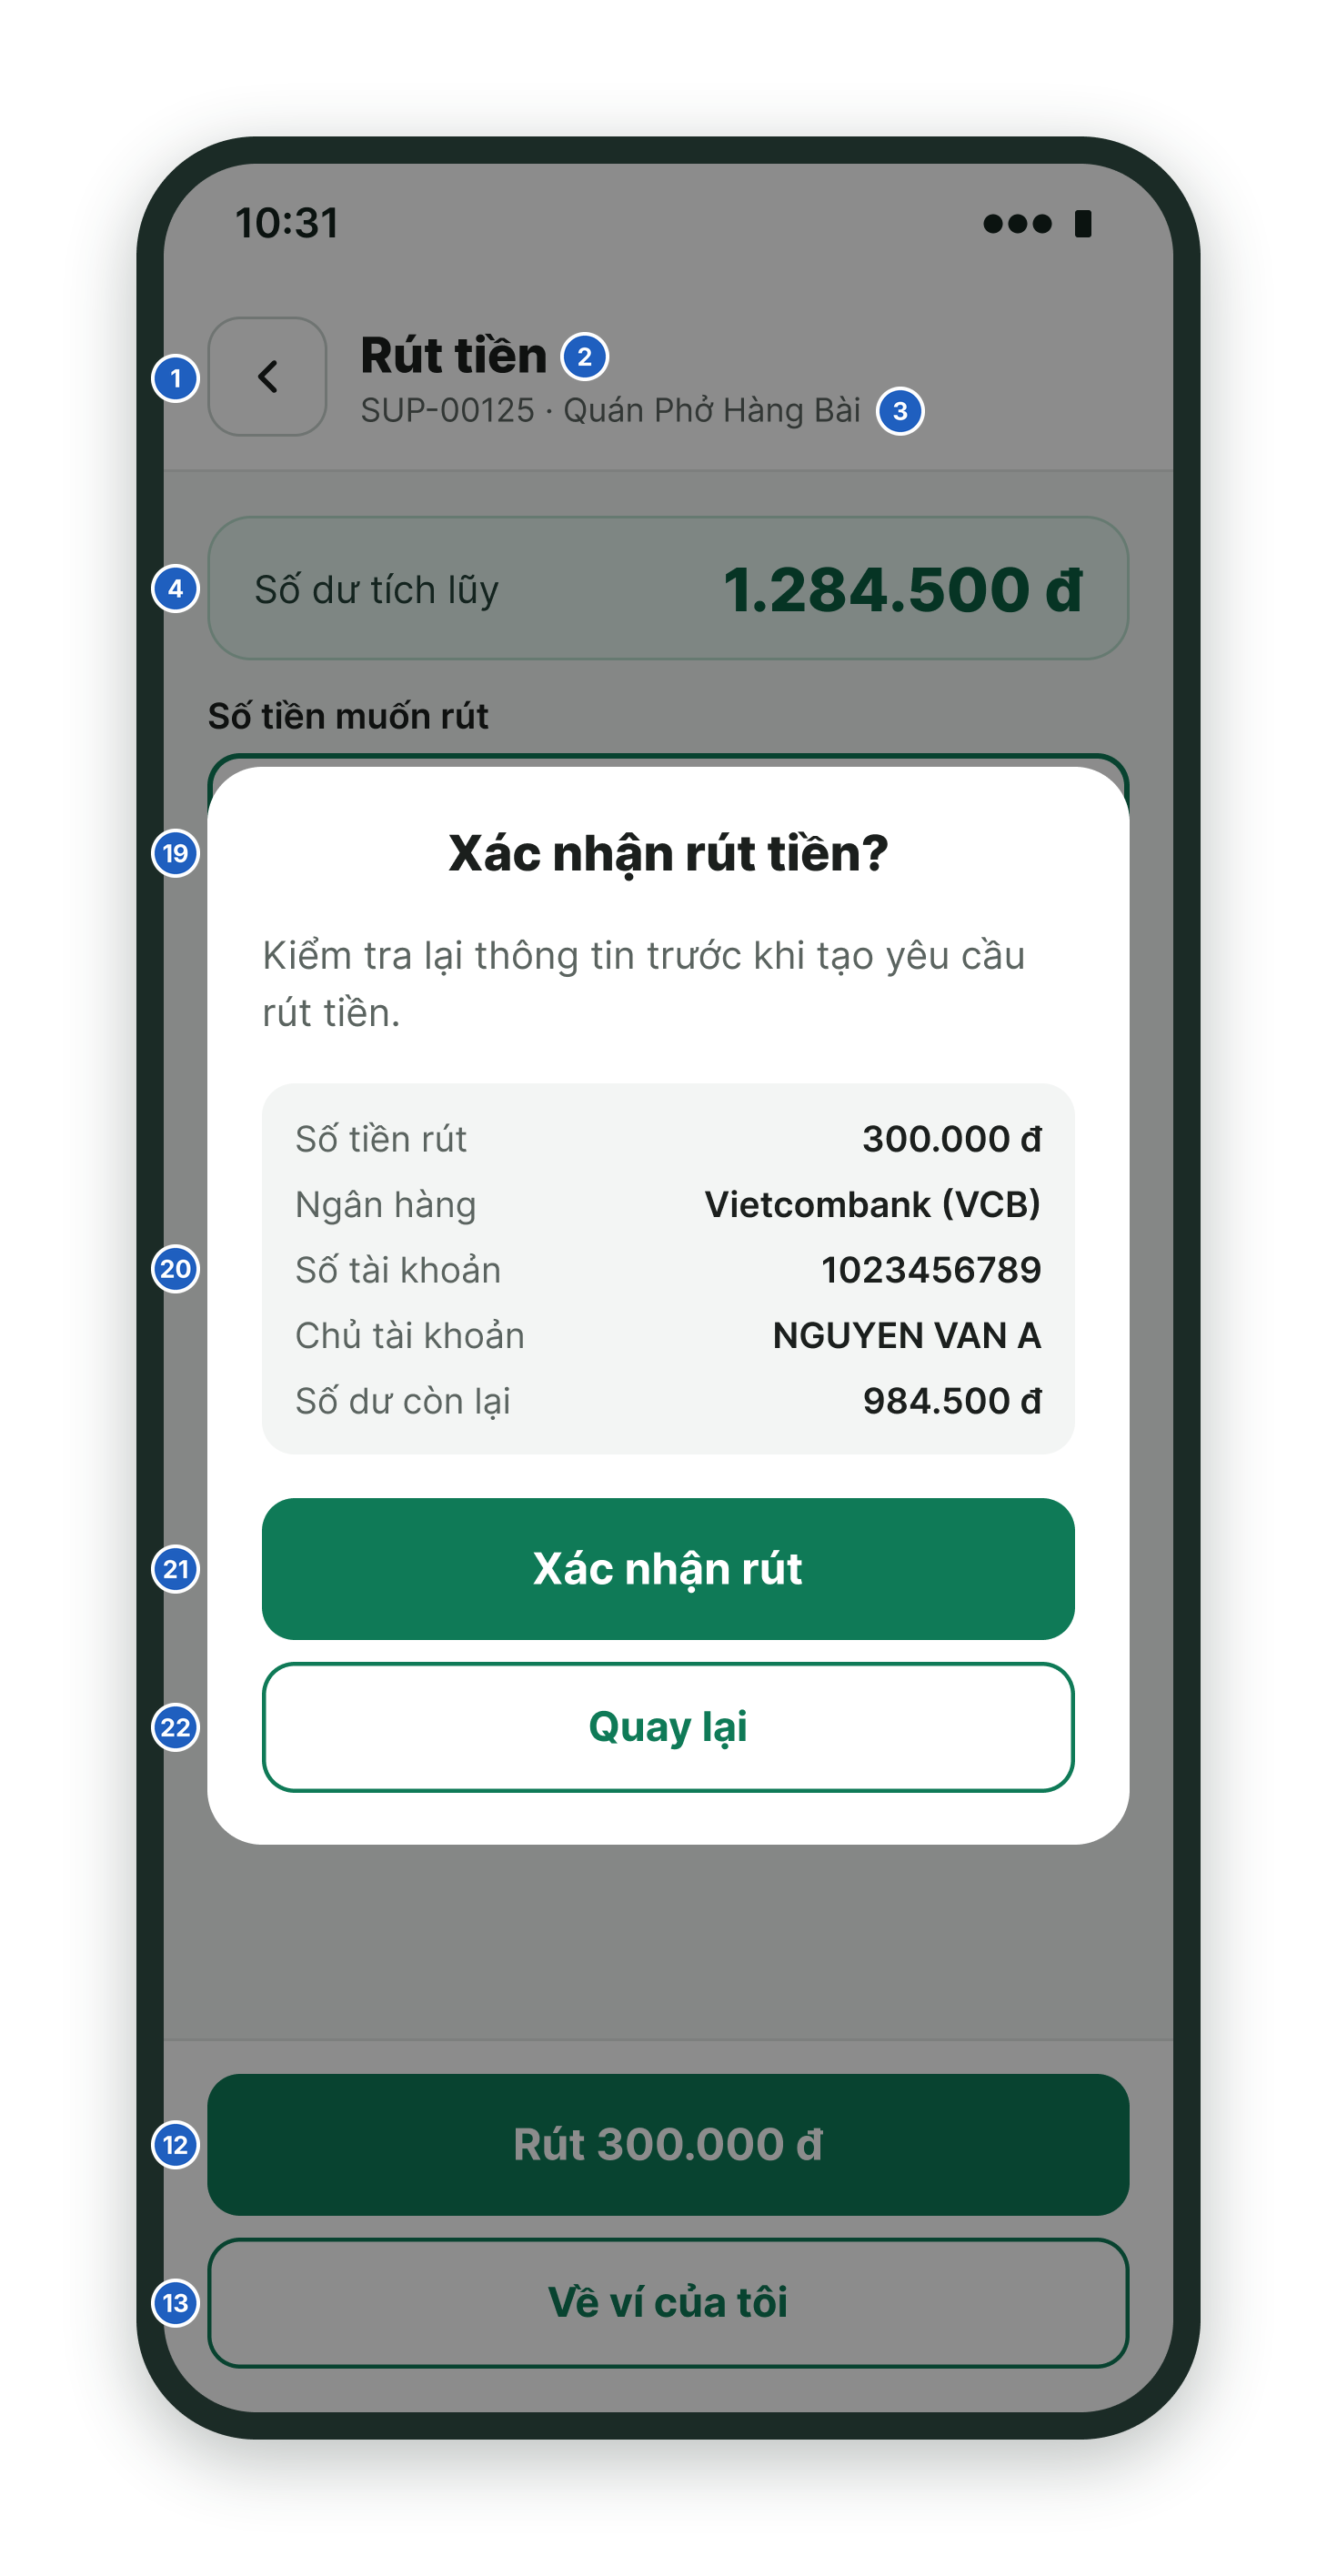 10:31
1
Rút tiền 2
SUP-00125 · Quán Phở Hàng Bài 3
4 Số dư tích lũy 1.284.500 đ
Số tiền muốn rút
19 Xác nhận rút tiền?
Kiểm tra lại thông tin trước khi tạo yêu cầu
rút tiền.
Số tiền rút 300.000 đ
Ngân hàng Vietcombank (VCB)
20 Số tài khoản 1023456789
Chủ tài khoản NGUYEN VAN A
Số dư còn lại 984.500 đ
21 Xác nhận rút
22 Quay lại
12 Rút 300.000 đ
13 Về ví của tôi